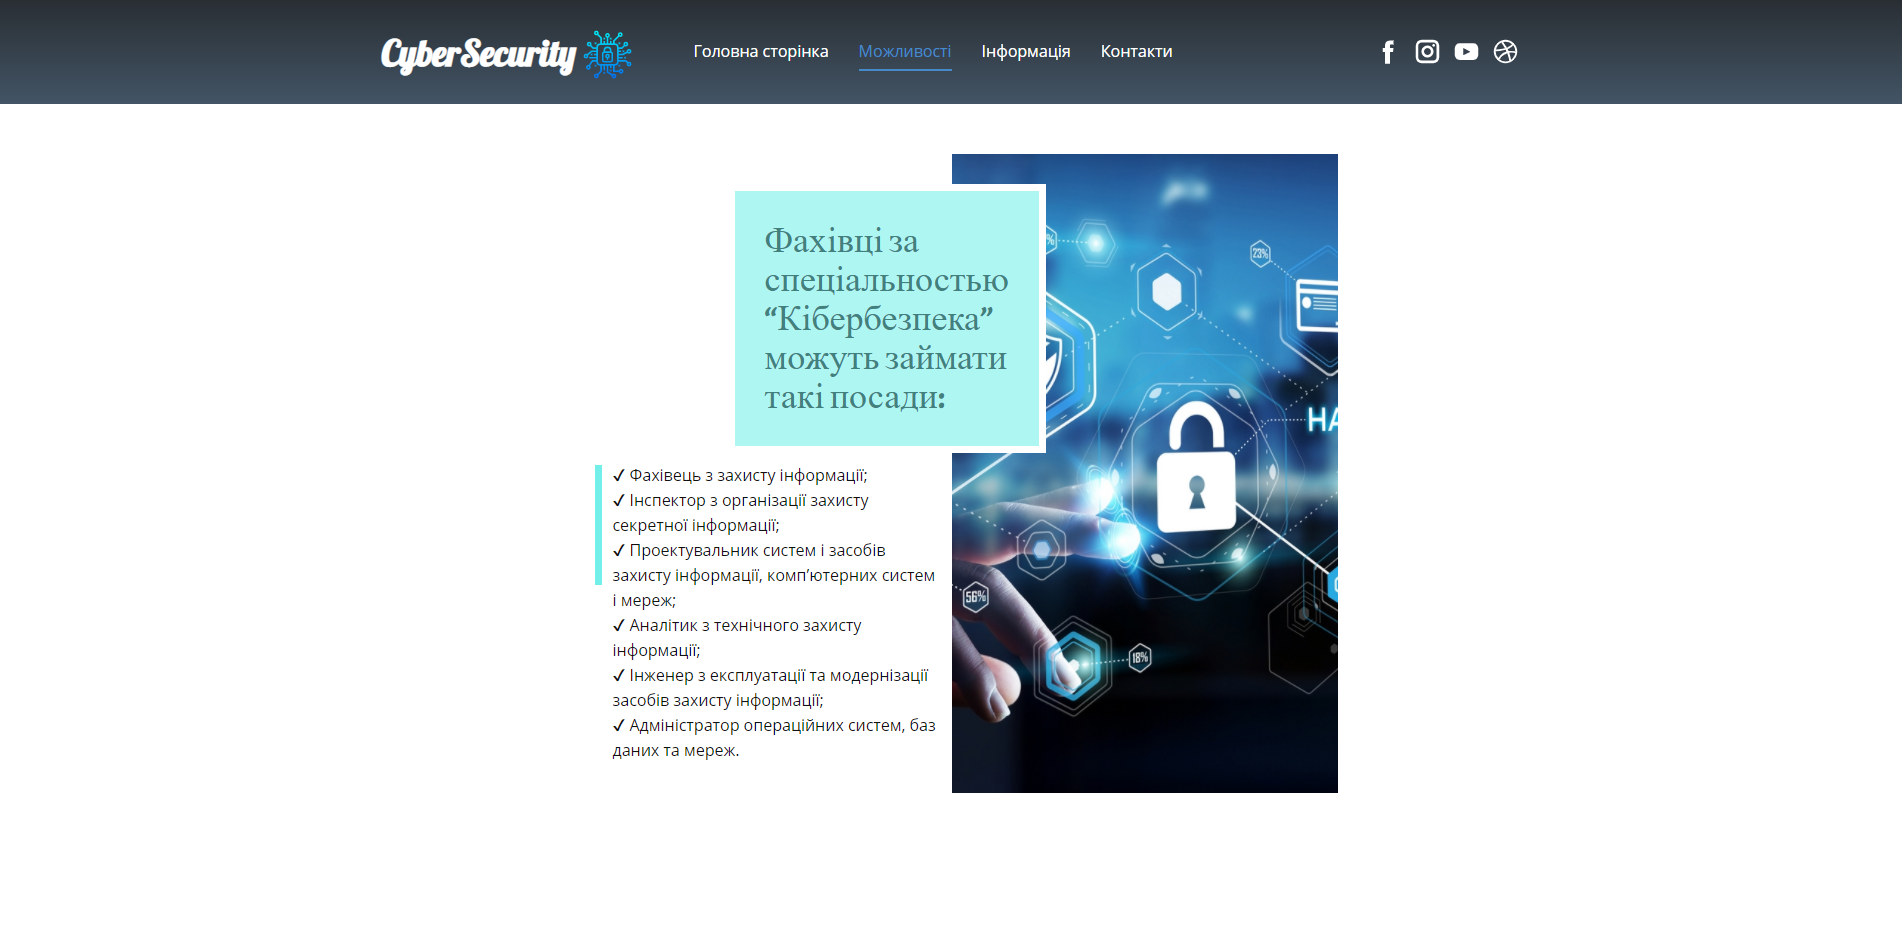 CyberSecurity
Головна сторінка
Можливості
Інформація
Контакти
Фахівці за
спеціальностью
“Кібербезпека”
можуть займати
такі посади:
✓ Фахівець з захисту інформації;
✓ Інспектор з організації захисту
секретної інформації;
✓ Проектувальник систем і засобів
захисту інформації, комп’ютерних систем
і мереж;
✓ Аналітик з технічного захисту
інформації;
✓ Інженер з експлуатації та модернізації
засобів захисту інформації;
✓ Адміністратор операційних систем, баз
даних та мереж.
%
23%
HA
56%
18%